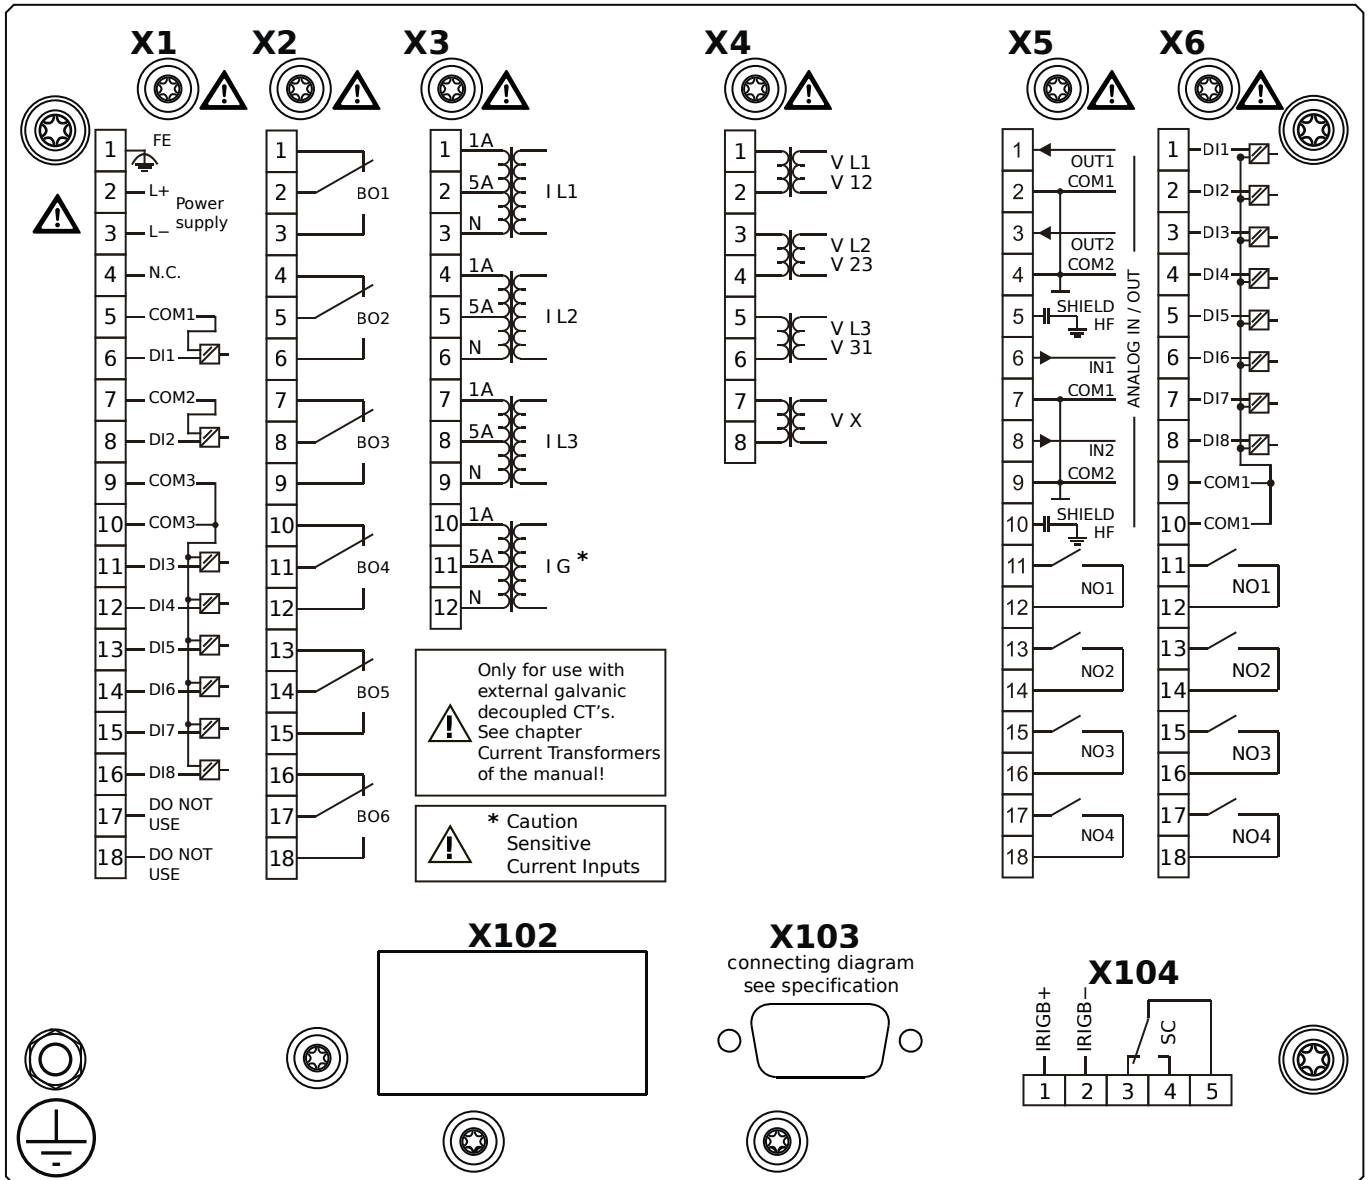 X1
X2
X3
X4
X5
X6
1 FE
2 L+ Power
supply
3 L−
4 N.C.
5 COM1
6 DI1
7 COM2
8 DI2
9 COM3
10 COM3
11 DI3
12 DI4
13 DI5
14 DI6
15 DI7
16 DI8
17 DO NOT
USE
18 DO NOT
USE
1
2 BO1
3
4
5 BO2
6
7
8 BO3
9
10
11 BO4
12
13
14 BO5
15
16
17 BO6
18
1 1A
2 5A I L1
3 N
4 1A
5 5A I L2
6 N
7 1A
8 5A I L3
9 N
10 1A
11 5A I G *
12 N
Only for use with
external galvanic
decoupled CT's.
See chapter
Current Transformers
of the manual!
* Caution
Sensitive
Current Inputs
1 V L1
2 V 12
3 V L2
4 V 23
5 V L3
6 V 31
7 V X
8
1 OUT1
2 COM1
3 OUT2
4 COM2
5 SHIELD
HF
6 IN1
7 COM1
8 IN2
9 COM2
10 SHIELD
HF
ANALOG IN / OUT
11 NO1
12
13 NO2
14
15 NO3
16
17 NO4
18
1 DI1
2 DI2
3 DI3
4 DI4
5 DI5
6 DI6
7 DI7
8 DI8
9 COM1
10 COM1
11 NO1
12
13 NO2
14
15 NO3
16
17 NO4
18
X102
X103
connecting diagram
see specification
X104
IRIGB+
IRIGB−
SC
1 2 3 4 5